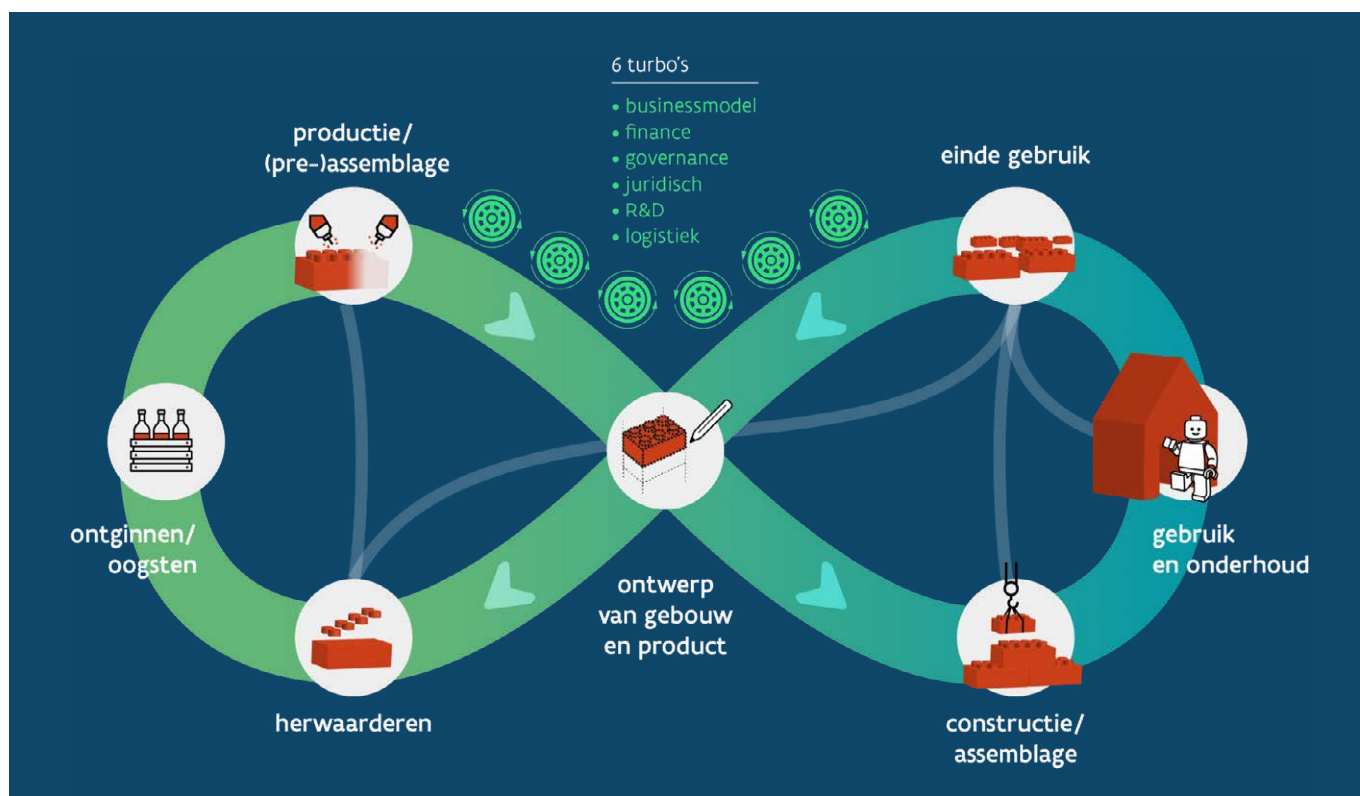 6 turbo's
• businessmodel
• finance
• governance
• juridisch
• R&D
• logistiek
productie/
(pre-)assemblage
einde gebruik
ontginnen/
oogsten
gebruik
en onderhoud
ontwerp
van gebouw
en product
herwaarderen
constructie/
assemblage